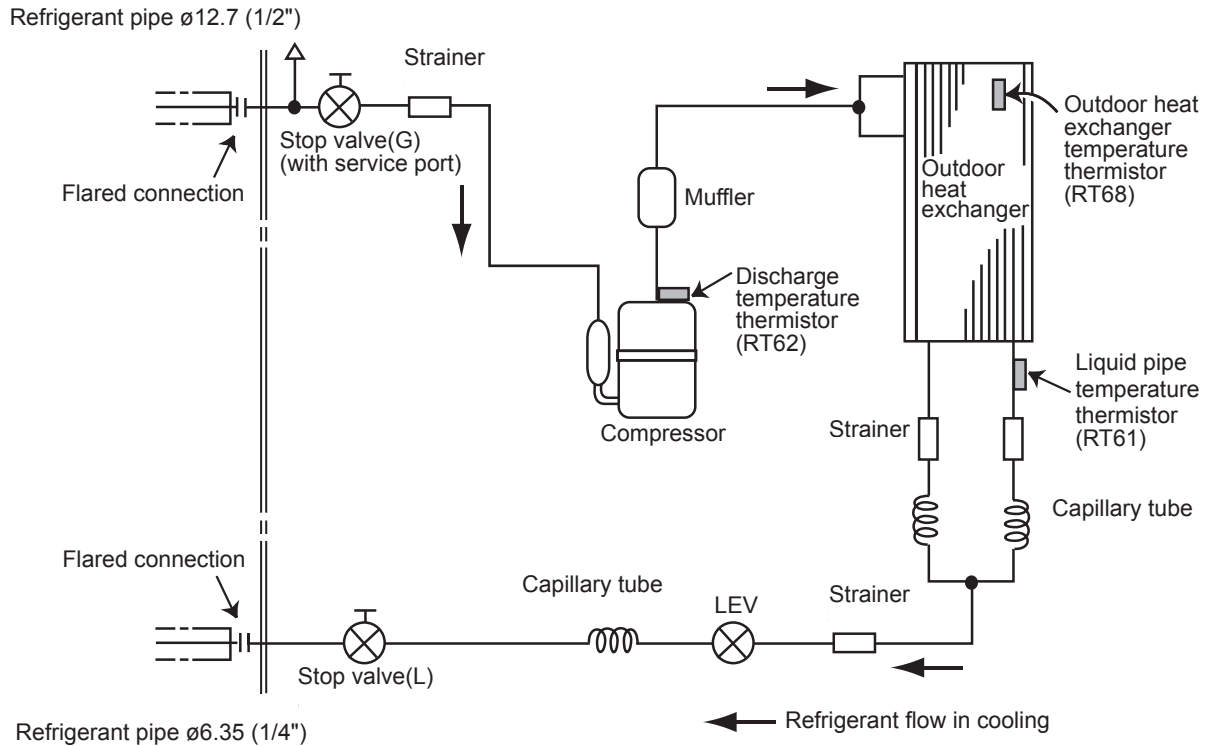 Refrigerant pipe ø12.7 (1/2")
Strainer
Stop valve(G)
(with service port)
Flared connection
Muffler
Discharge
temperature
thermistor
(RT62)
Compressor
Outdoor
heat
exchanger
Outdoor heat
exchanger
temperature
thermistor
(RT68)
Liquid pipe
temperature
thermistor
(RT61)
Strainer
Capillary tube
Flared connection
Capillary tube
LEV
Strainer
Stop valve(L)
Refrigerant pipe ø6.35 (1/4")
Refrigerant flow in cooling